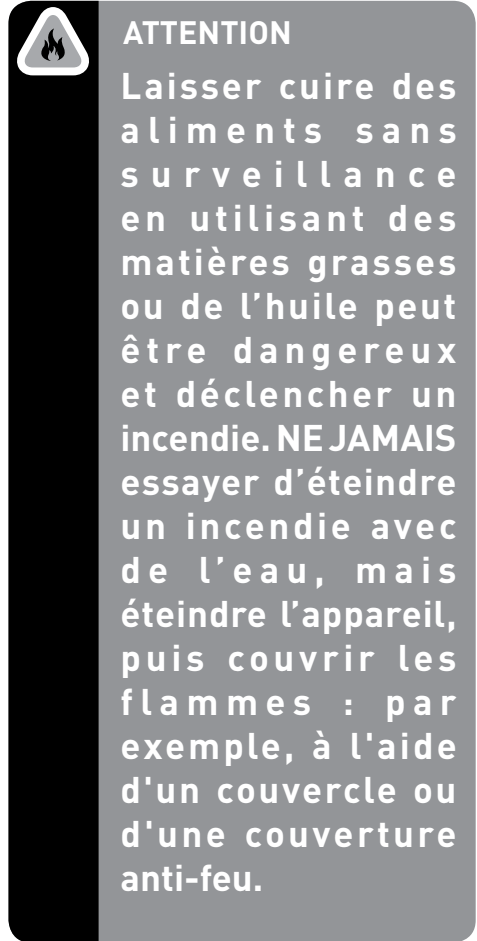 ATTENTION
Laisser cuire des
aliments sans
surveillance
en utilisant des
matières grasses
ou de l’huile peut
être dangereux
et déclencher un
incendie. NE JAMAIS
essayer d’éteindre
un incendie avec
de l’eau, mais
éteindre l’appareil,
puis couvrir les
flammes : par
exemple, à l'aide
d'un couvercle ou
d'une couverture
anti-feu.